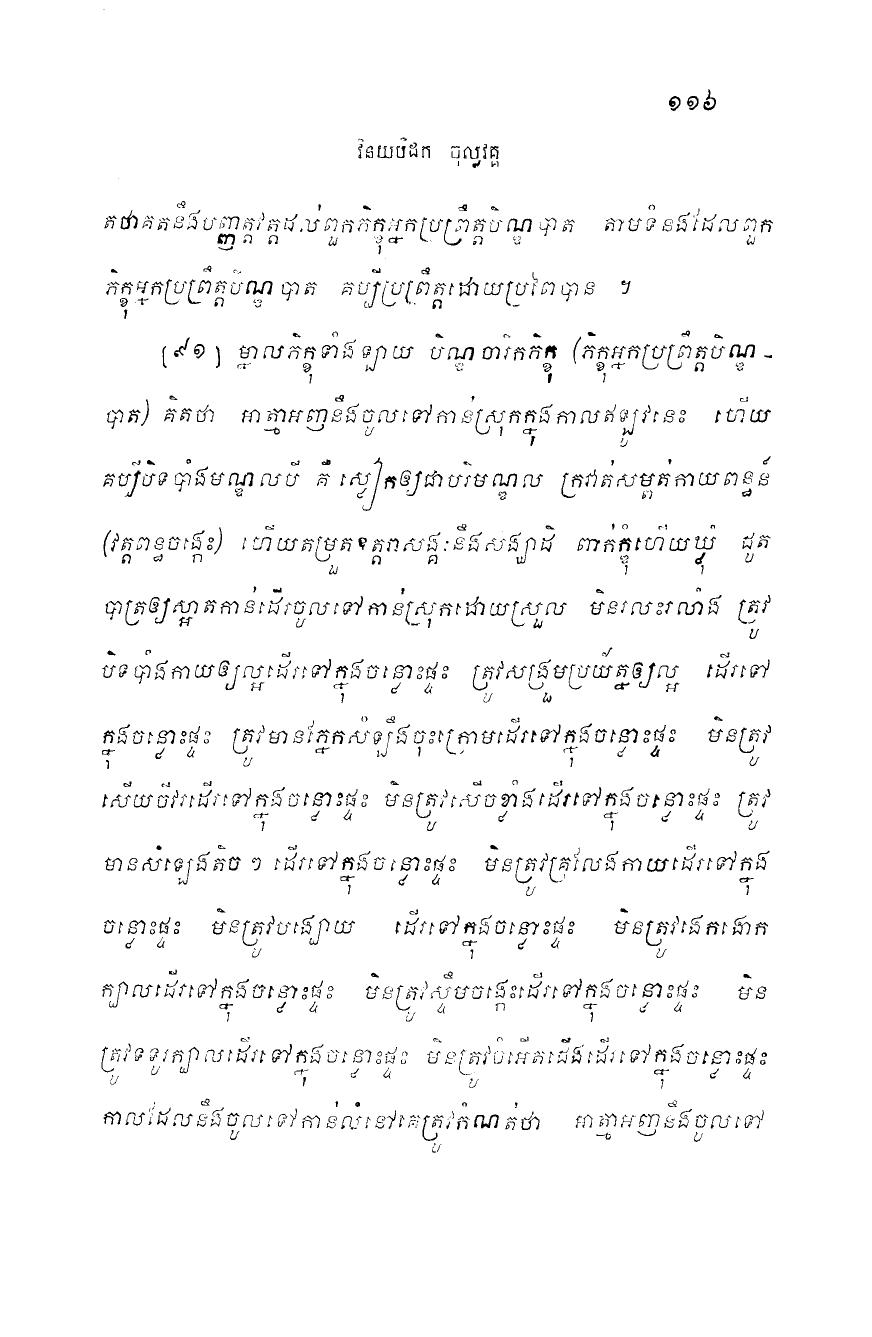 ១១៦
វិនយបិដក ចុល្លវគ្គ
តថាគតនឹងបញ្ញត្តវត្តដល់ពួកភិក្ខុអ្នកប្រព្រឹត្តបិណ្ឌបាត តាមទំនងដែលពួក
ភិក្ខុអ្នកប្រព្រឹត្តបិណ្ឌបាត គប្បីប្រព្រឹត្តដោយប្រពៃបាន ។
[៩១] ម្នាលភិក្ខុទាំងឡាយ បិណ្ឌចារិកភិក្ខុ (ភិក្ខុអ្នកប្រព្រឹត្តបិណ្ឌ-
បាត) គិតថា អាត្មាអញនឹងចូលទៅកាន់ស្រុកក្នុងកាលឥឡូវនេះ ហើយ
គប្បីបិទបាំងមណ្ឌលបី គឺ ស្លៀកឲ្យជាបរិមណ្ឌល ក្រវាត់សម្ពត់កាយពន្ធន៍
(វត្តពន្ធចង្កេះ) ហើយតម្រួតឧត្តរាសង្គៈនឹងសង្ឃាដិ ពាក់ក្ឌុំហើយឃ្លុំ ដូត
បាត្រឲ្យស្អាតកាន់ដើរចូលទៅកាន់ស្រុកដោយស្រួល មិនរលះរលាំង ត្រូវ
បិទបាំងកាយឲ្យល្អដើរទៅក្នុងចន្លោះផ្ទះ ត្រូវសង្រួមប្រយ័ត្នឲ្យល្អ ដើរទៅ
ក្នុងចន្លោះផ្ទះ ត្រូវមានភ្នែកសំឡឹងចុះក្រោមដើរទៅក្នុងចន្លោះផ្ទះ មិនត្រូវ
សើយចីវរដើរទៅក្នុងចន្លោះផ្ទះ មិនត្រូវសើចខ្លាំងដើរទៅក្នុងចន្លោះផ្ទះ ត្រូវ
មានសំឡេងតិច ៗ ដើរទៅក្នុងចន្លោះផ្ទះ មិនត្រូវគ្រលែងកាយដើរទៅក្នុង
ចន្លោះផ្ទះ មិនត្រូវបង្ហោយ ដើរទៅក្នុងចន្លោះផ្ទះ មិនត្រូវងេកងោក
ក្បាលដើរទៅក្នុងចន្លោះផ្ទះ មិនត្រូវស្ទឹមចង្កេះដើរទៅក្នុងចន្លោះផ្ទះ មិន
ត្រូវទទូរក្បាលដើរទៅក្នុងចន្លោះផ្ទះ មិនត្រូវចំអើតជើងដើរទៅក្នុងចន្លោះផ្ទះ
កាលដែលនឹងចូលទៅកាន់លំនៅគេត្រូវកំណត់ថា អាត្មាអញនឹងចូលទៅ